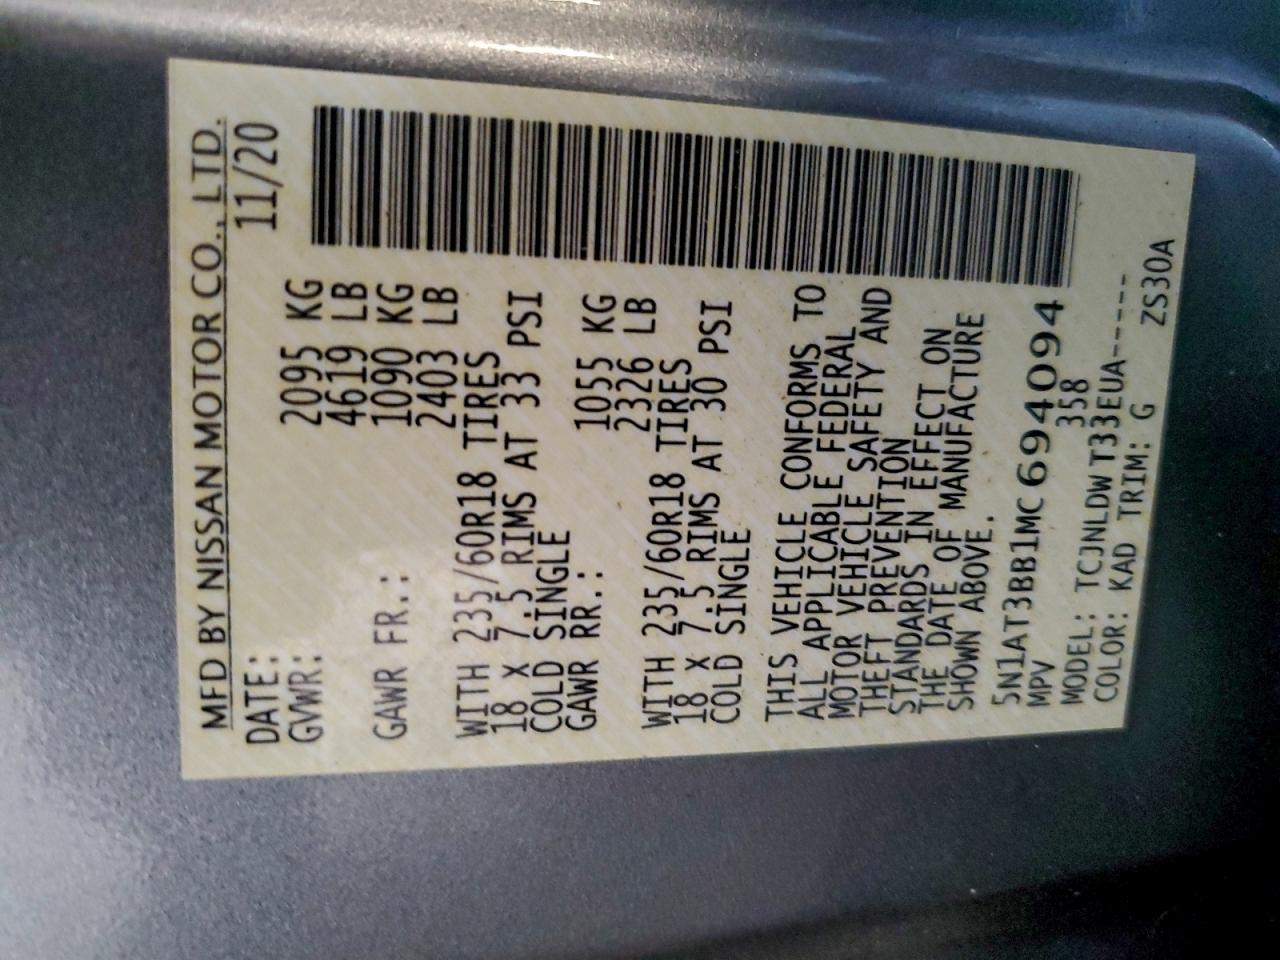 MFD BY NISSAN MOTOR CO., LTD.
DATE: 11/20
GVWR: 2095 KG
4619 LB
GAWR FR.: 1090 KG
2403 LB
WITH 235/60R18 TIRES
18 X 7.5 RIMS AT 33 PSI
COLD SINGLE
GAWR RR.: 1055 KG
2326 LB
WITH 235/60R18 TIRES
18 X 7.5 RIMS AT 30 PSI
COLD SINGLE
THIS VEHICLE CONFORMS TO
ALL APPLICABLE FEDERAL
MOTOR VEHICLE SAFETY AND
THEFT PREVENTION
STANDARDS IN EFFECT ON
THE DATE OF MANUFACTURE
SHOWN ABOVE.
5N1AT3BB1MC694094
MPV 358
MODEL: TCJNLDWT33EUA-----
COLOR: KAD TRIM: G ZS30A